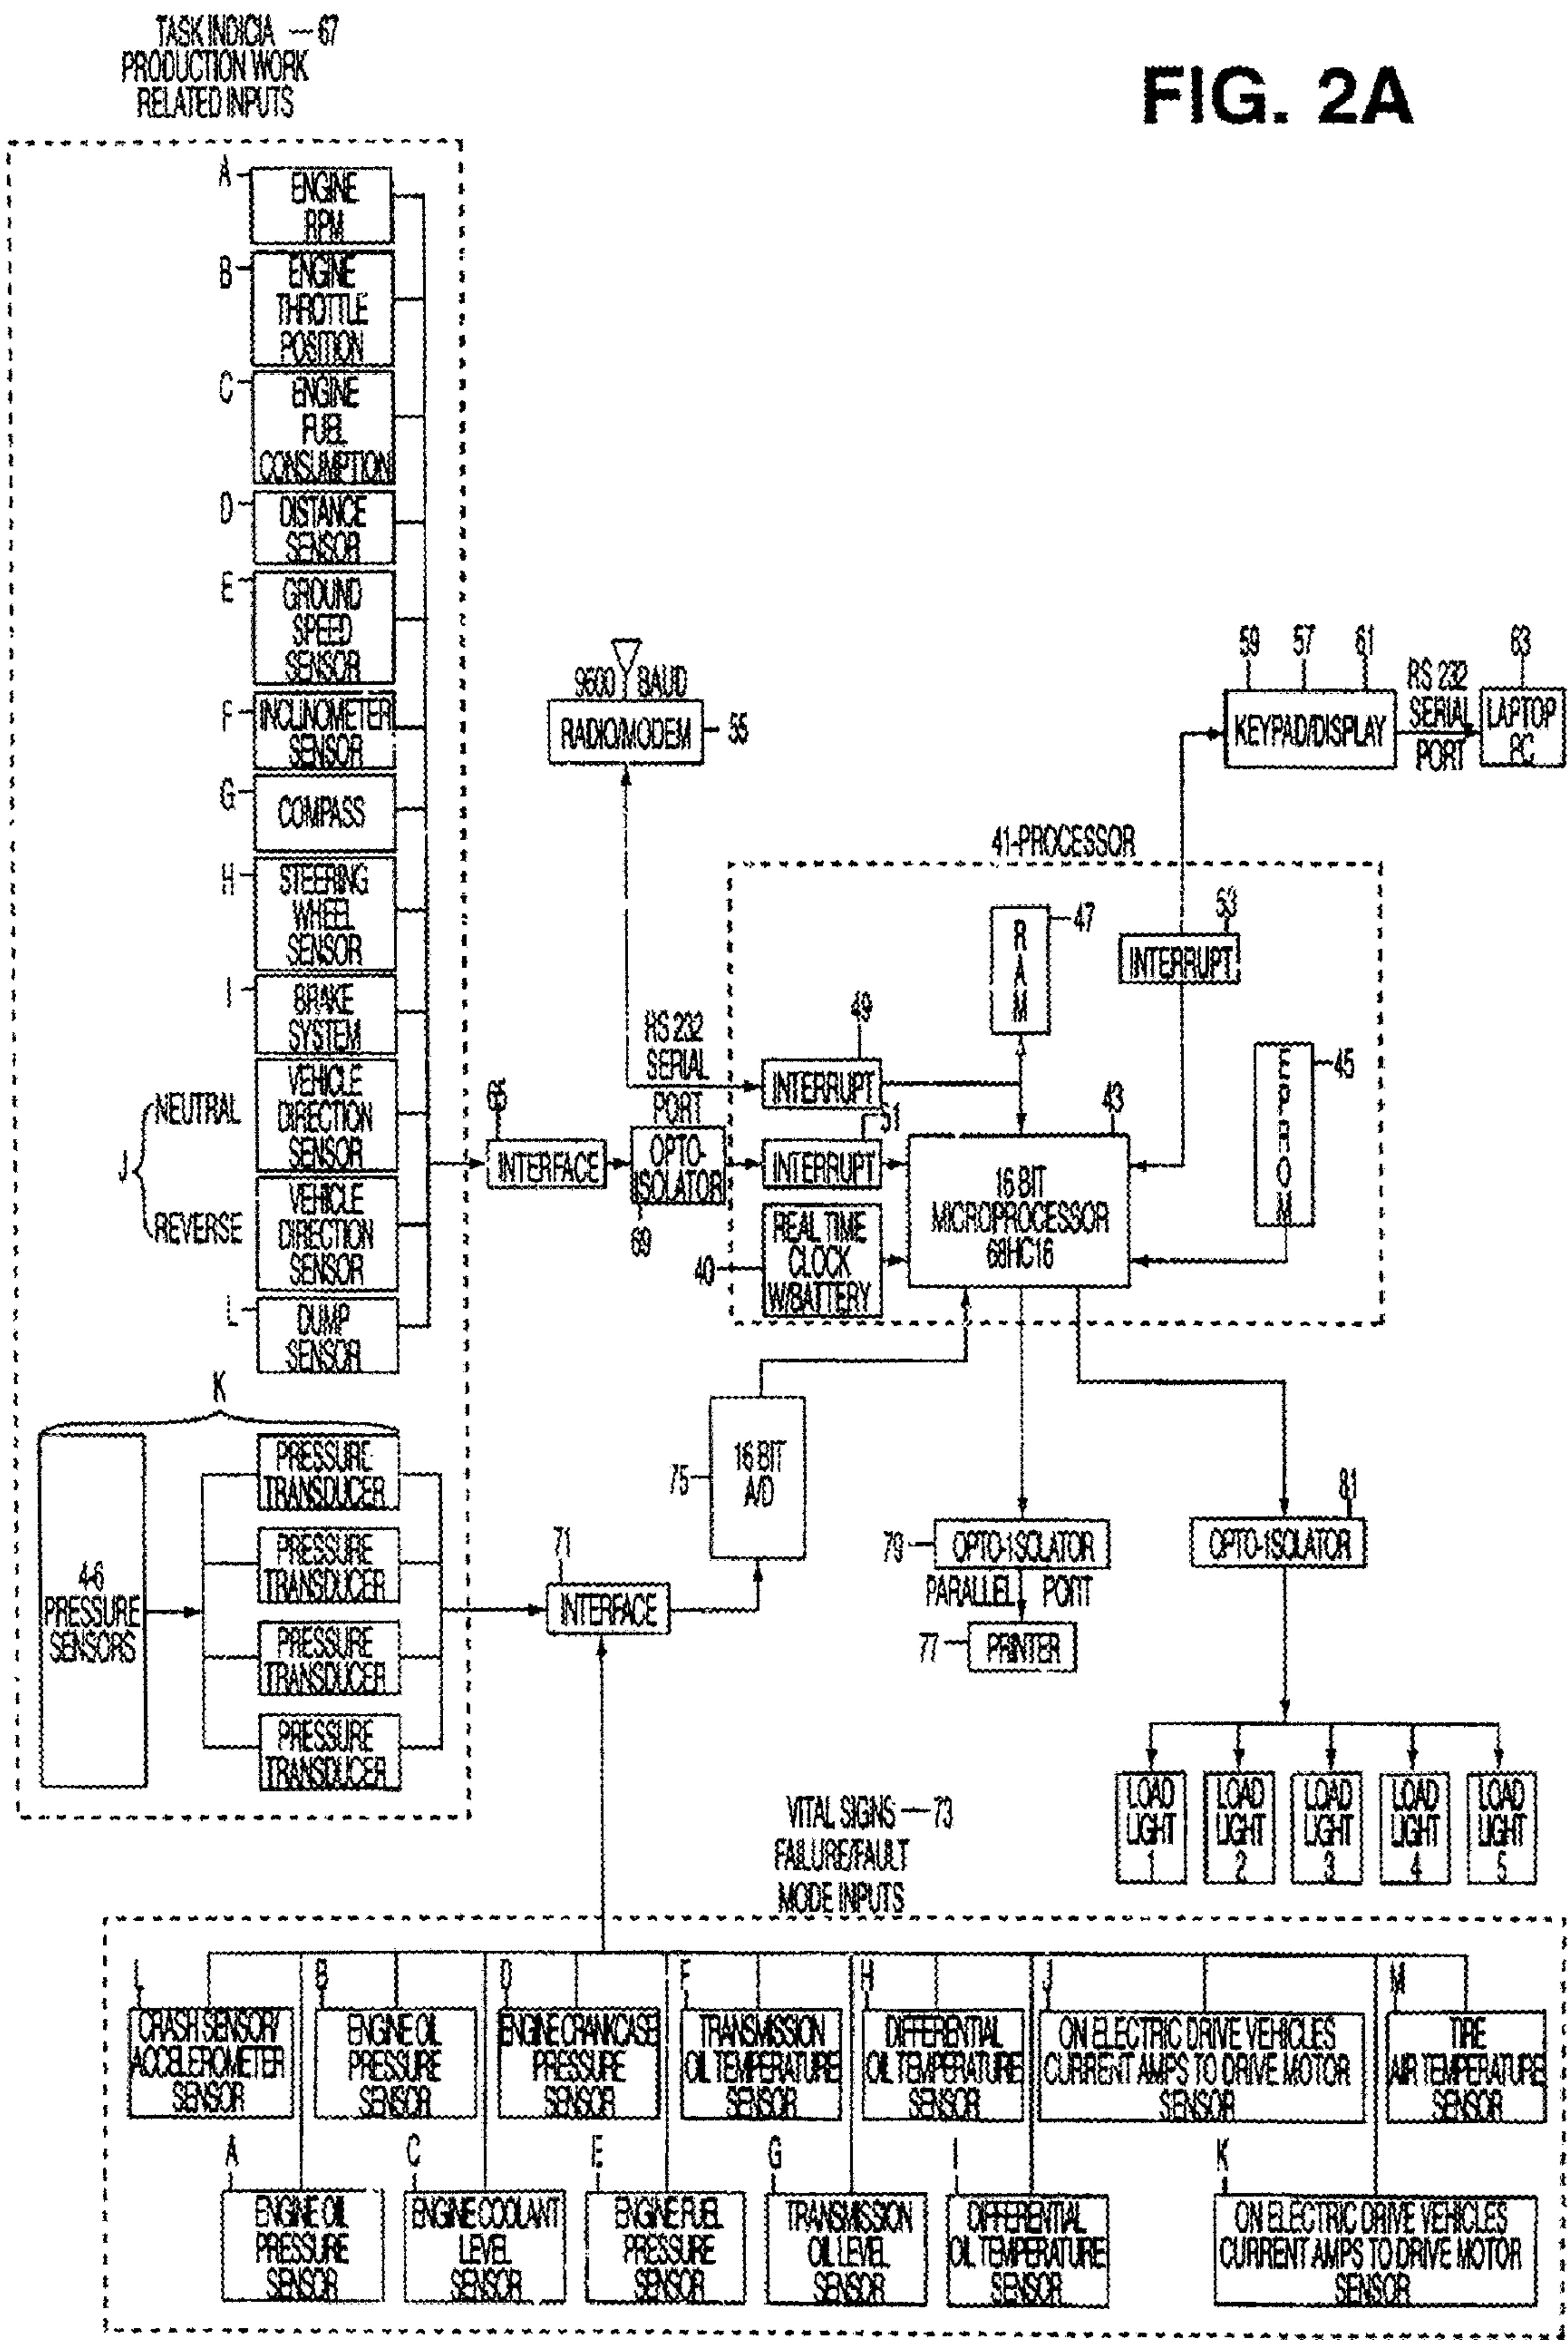 TASK INDICIA — 67
PRODUCTION WORK
RELATED INPUTS
FIG. 2A
A
ENGINE
RPM
B
ENGINE
THROTTLE
POSITION
C
ENGINE
FUEL
CONSUMPTION
D
DISTANCE
SENSOR
E
GROUND
SPEED
SENSOR
F
INCLINOMETER
SENSOR
G
COMPASS
H
STEERING
WHEEL
SENSOR
I
BRAKE
SYSTEM
J
NEUTRAL
VEHICLE
DIRECTION
SENSOR
REVERSE
VEHICLE
DIRECTION
SENSOR
L
DUMP
SENSOR
K
4-6
PRESSURE
SENSORS
PRESSURE
TRANSDUCER
PRESSURE
TRANSDUCER
PRESSURE
TRANSDUCER
PRESSURE
TRANSDUCER
9600 BAUD
RADIO/MODEM
55
59 57 61
KEYPAD/DISPLAY
RS 232
SERIAL
PORT
63
LAPTOP
PC
41-PROCESSOR
RAM
47
53
INTERRUPT
EPROM
45
RS 232
SERIAL
PORT
49
INTERRUPT
65
INTERFACE
OPTO-
ISOLATOR
69
51
INTERRUPT
43
16 BIT
MICROPROCESSOR
68HC16
40
REAL TIME
CLOCK
W/BATTERY
75
16 BIT
A/D
71
INTERFACE
79
OPTO-1SOLATOR
PARALLEL PORT
77
PRINTER
81
OPTO-1SOLATOR
LOAD
LIGHT
1
LOAD
LIGHT
2
LOAD
LIGHT
3
LOAD
LIGHT
4
LOAD
LIGHT
5
VITAL SIGNS — 73
FAILURE/FAULT
MODE INPUTS
L
CRASH SENSOR/
ACCELEROMETER
SENSOR
B
ENGINE OIL
PRESSURE
SENSOR
D
ENGINE CRANKCASE
PRESSURE
SENSOR
F
TRANSMISSION
OIL TEMPERATURE
SENSOR
H
DIFFERENTIAL
OIL TEMPERATURE
SENSOR
J
ON ELECTRIC DRIVE VEHICLES
CURRENT AMPS TO DRIVE MOTOR
SENSOR
M
TIRE
AIR TEMPERATURE
SENSOR
A
ENGINE OIL
PRESSURE
SENSOR
C
ENGINE COOLANT
LEVEL
SENSOR
E
ENGINE FUEL
PRESSURE
SENSOR
G
TRANSMISSION
OIL LEVEL
SENSOR
I
DIFFERENTIAL
OIL TEMPERATURE
SENSOR
K
ON ELECTRIC DRIVE VEHICLES
CURRENT AMPS TO DRIVE MOTOR
SENSOR